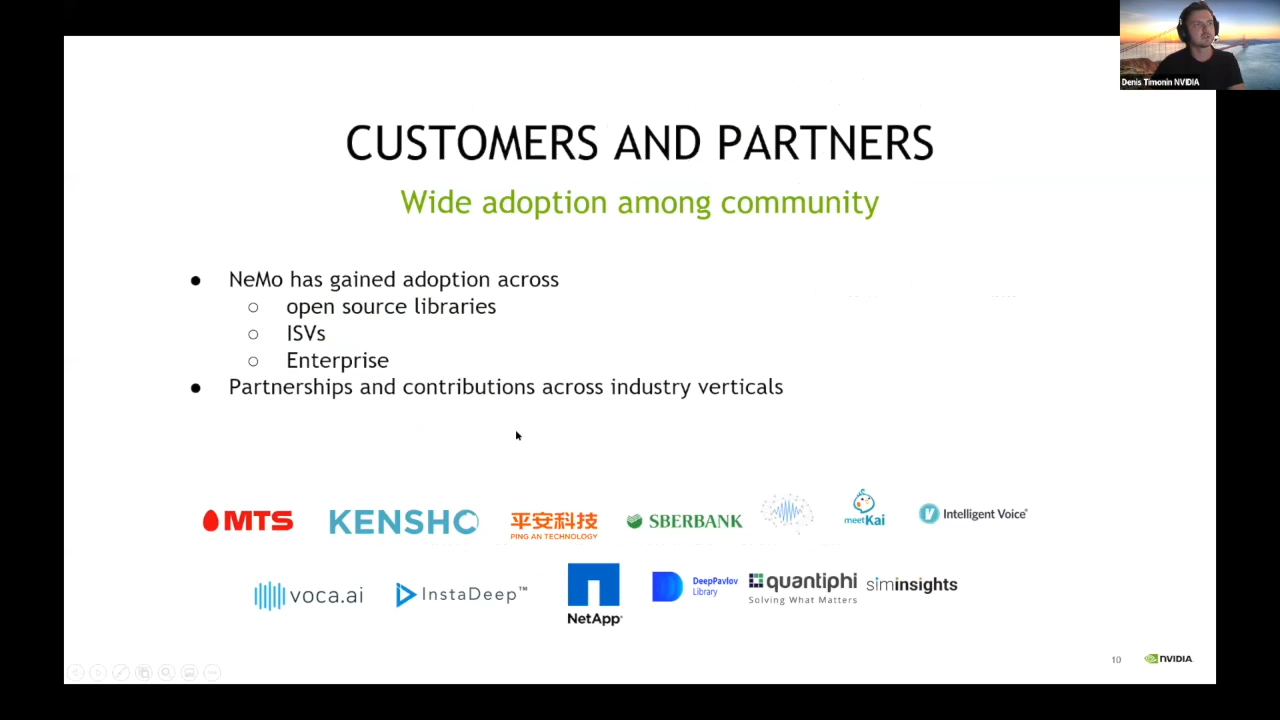 Denis Timonin NVIDIA
CUSTOMERS AND PARTNERS
Wide adoption among community
● NeMo has gained adoption across
○ open source libraries
○ ISVs
○ Enterprise
● Partnerships and contributions across industry verticals
MTS
KENSHO
平安科技
PING AN TECHNOLOGY
SBERBANK
meetKai
Intelligent Voice®
voca.ai
InstaDeep™
NetApp®
DeepPavlov
Library
quantiphi
Solving What Matters
siminsights
10
NVIDIA